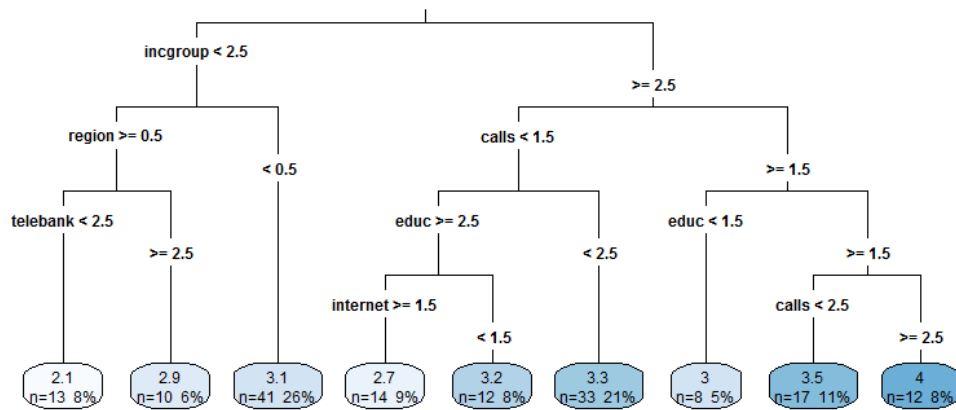 incgroup < 2.5
>= 2.5
region >= 0.5
calls < 1.5
< 0.5
>= 1.5
telebank < 2.5
educ >= 2.5
educ < 1.5
>= 2.5
< 2.5
>= 1.5
internet >= 1.5
calls < 2.5
< 1.5
>= 2.5
2.1
n=13 8%
2.9
n=10 6%
3.1
n=41 26%
2.7
n=14 9%
3.2
n=12 8%
3.3
n=33 21%
3
n=8 5%
3.5
n=17 11%
4
n=12 8%